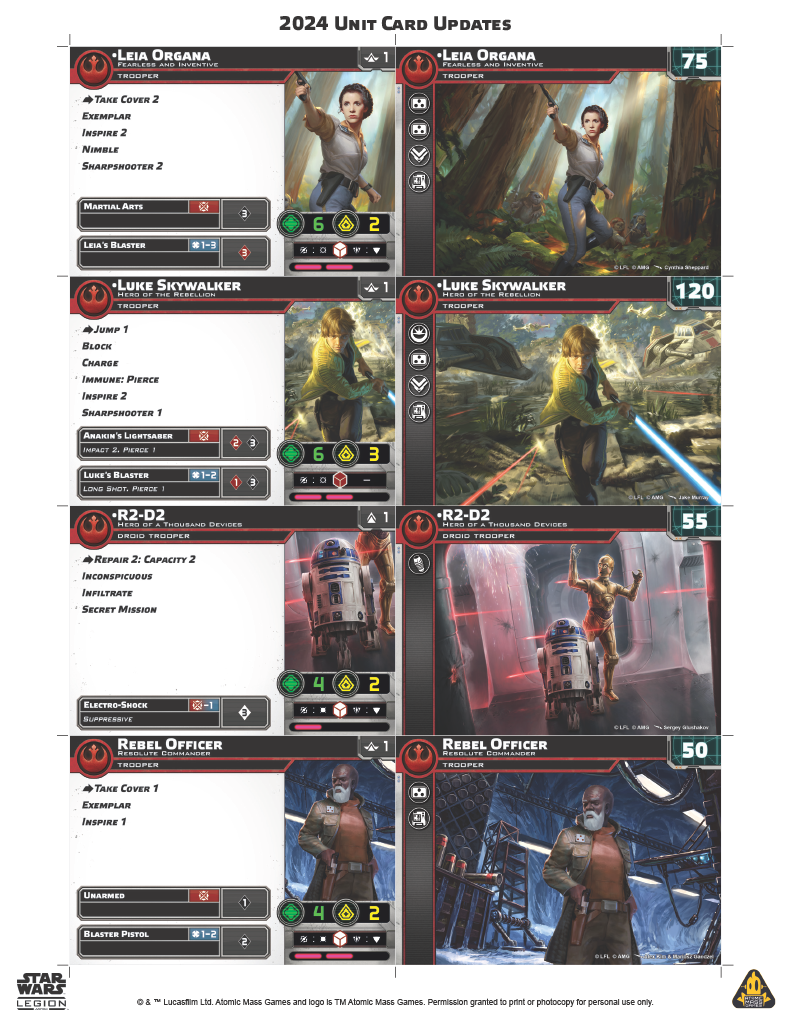 2024 Unit Card Updates
•Leia Organa
Fearless and Inventive
1
Trooper
Take Cover 2
Exemplar
Inspire 2
Nimble
Sharpshooter 2
Martial Arts
3
Leia's Blaster
1-3
3
6
2
•Leia Organa
Fearless and Inventive
75
Trooper
© LFL © AMG Cynthia Sheppard
•Luke Skywalker
Hero of the Rebellion
1
Trooper
Jump 1
Block
Charge
Immune: Pierce
Inspire 2
Sharpshooter 1
Anakin's Lightsaber
Impact 2, Pierce 1
2 3
Luke's Blaster
1-2
Long Shot, Pierce 1
1 3
6
3
–
•Luke Skywalker
Hero of the Rebellion
120
Trooper
© LFL © AMG Jake Murray
•R2-D2
Hero of a Thousand Devices
1
Droid Trooper
Repair 2: Capacity 2
Inconspicuous
Infiltrate
Secret Mission
Electro-Shock
-1
Suppressive
3
4
2
•R2-D2
Hero of a Thousand Devices
55
Droid Trooper
© LFL © AMG Sergey Glushakov
Rebel Officer
Resolute Commander
1
Trooper
Take Cover 1
Exemplar
Inspire 1
Unarmed
1
Blaster Pistol
1-2
2
4
2
Rebel Officer
Resolute Commander
50
Trooper
© LFL © AMG
STAR WARS
LEGION
© & ™ Lucasfilm Ltd. Atomic Mass Games and logo is TM Atomic Mass Games. Permission granted to print or photocopy for personal use only.
ATOMIC
MASS
GAMES